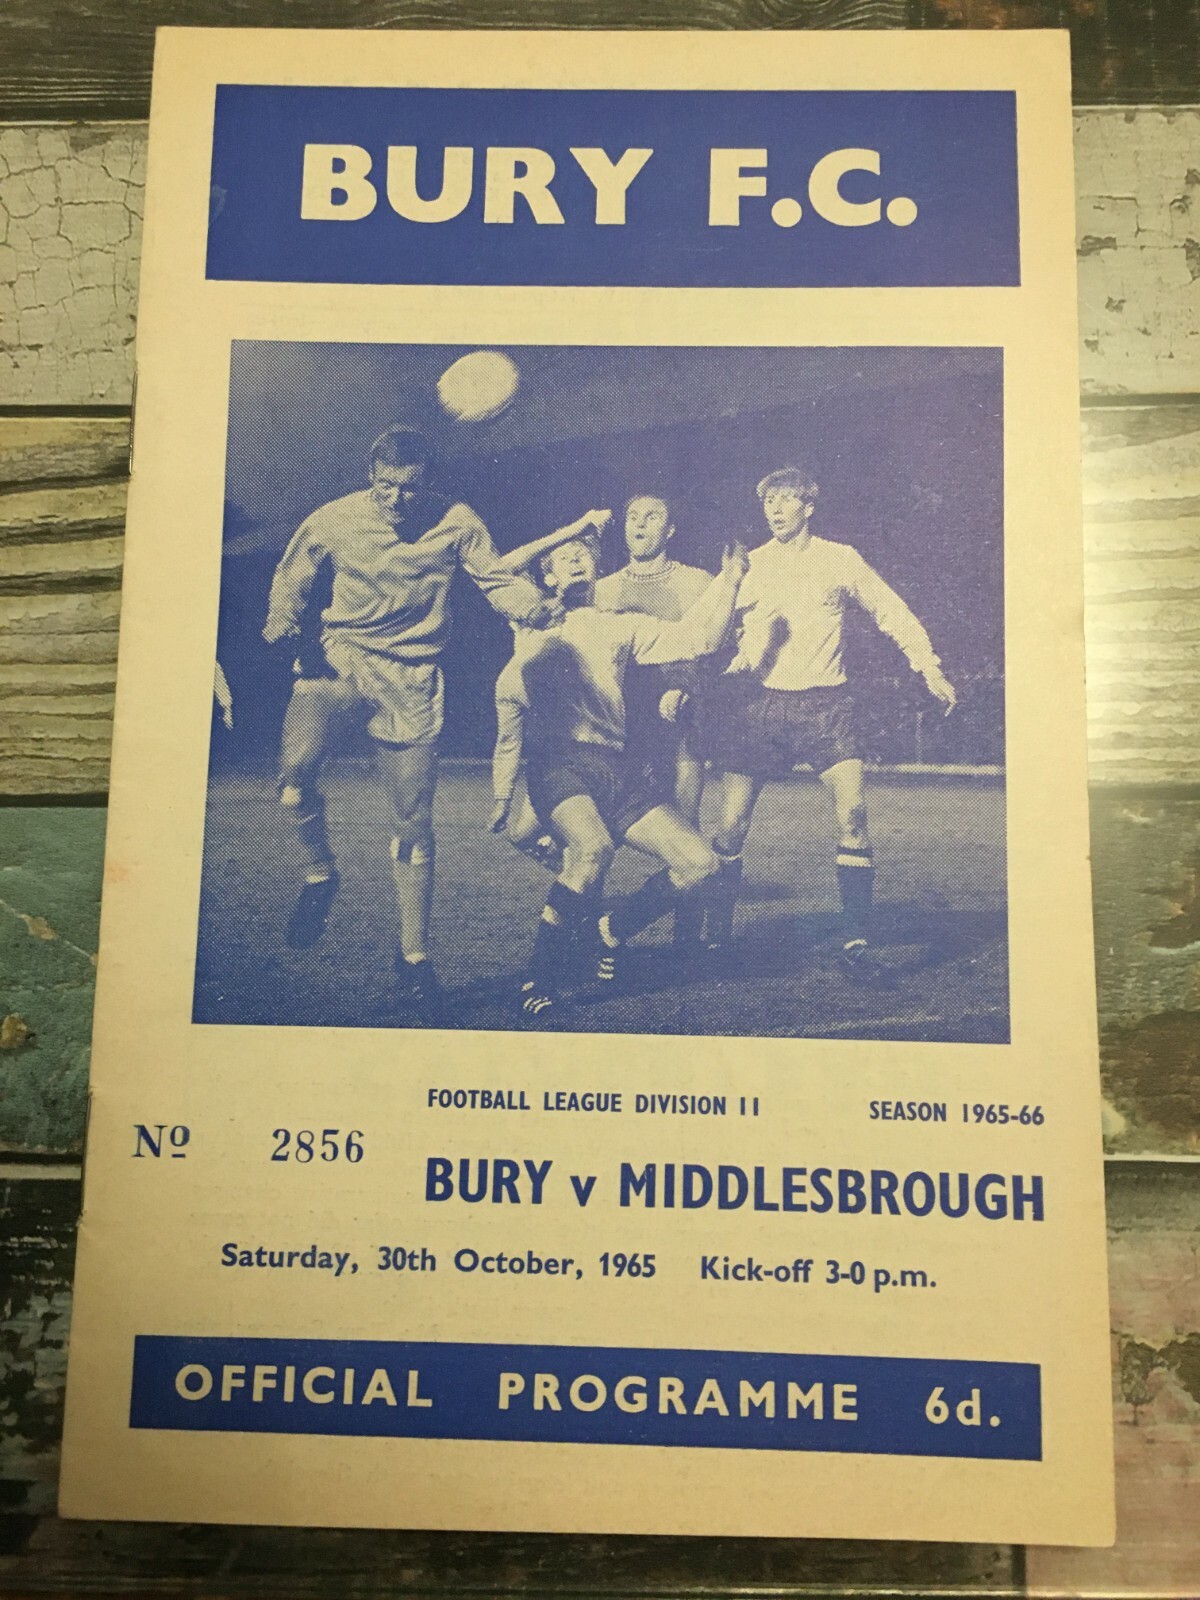 BURY F.C.
FOOTBALL LEAGUE DIVISION II SEASON 1965-66
Nº 2856
BURY v MIDDLESBROUGH
Saturday, 30th October, 1965 Kick-off 3-0 p.m.
OFFICIAL PROGRAMME 6d.